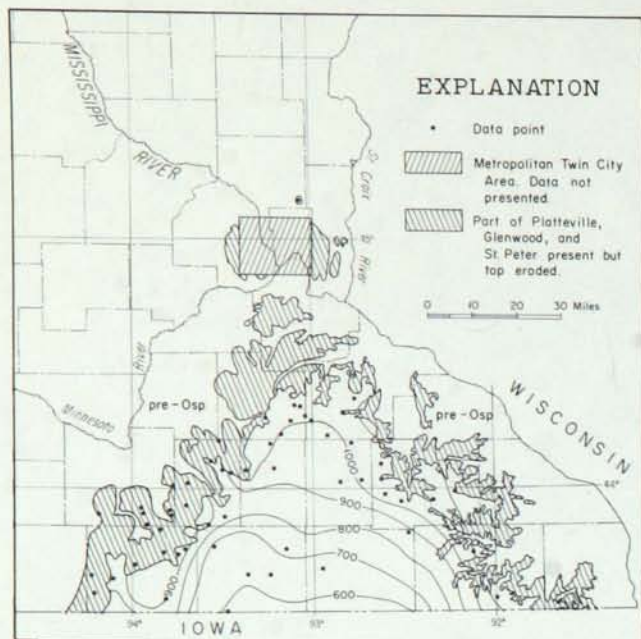 EXPLANATION
Data point
Metropolitan Twin City
Area. Data not
presented.
Part of Platteville,
Glenwood, and
St. Peter present but
top eroded.
0 10 20 30 Miles
MISSISSIPPI
RIVER
St. Croix
River
WISCONSIN
River
Minnesota
pre-Osp
pre-Osp
44°
1000
900
800
700
600
900
94°
93°
92°
IOWA